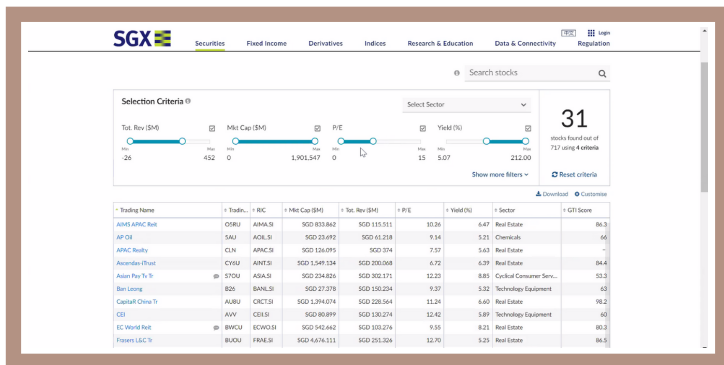 SGX
中文 Login
Securities Fixed Income Derivatives Indices Research & Education Data & Connectivity Regulation
Search stocks
Selection Criteria
Select Sector
31
stocks found out of
717 using 4 criteria
Tot. Rev ($M) Mkt Cap ($M) P/E Yield (%)
Min Max Min Max Min Max Min Max
-26 452 0 1,901,547 0 15 5.07 212.00
Show more filters
Reset criteria
Download Customise
Trading Name Tradin... RIC Mkt Cap ($M) Tot. Rev ($M) P/E Yield (%) Sector GTI Score
AIMS APAC Reit O5RU AIMA.SI SGD 833.862 SGD 115.511 10.26 6.47 Real Estate 86.3
AP Oil 5AU AOIL.SI SGD 23.692 SGD 61.218 9.14 5.21 Chemicals 66
APAC Realty CLN APAC.SI SGD 126.095 SGD 374 7.57 5.63 Real Estate –
Ascendas-iTrust CY6U AINT.SI SGD 1,549.134 SGD 200.068 6.72 6.39 Real Estate 84.4
Asian Pay Tv Tr S7OU ASIA.SI SGD 234.826 SGD 302.171 12.23 8.85 Cyclical Consumer Serv... 53.3
Ban Leong B26 BANL.SI SGD 27.378 SGD 150.234 9.37 5.32 Technology Equipment 63
CapitaR China Tr AU8U CRCT.SI SGD 1,394.074 SGD 228.564 11.24 6.60 Real Estate 98.2
CEI AVV CEII.SI SGD 80.899 SGD 130.274 12.42 5.89 Technology Equipment 60
EC World Reit BWCU ECWO.SI SGD 542.662 SGD 103.276 9.55 8.21 Real Estate 80.3
Frasers L&C Tr BUOU FRAE.SI SGD 4,676.111 SGD 251.326 12.70 5.25 Real Estate 86.5